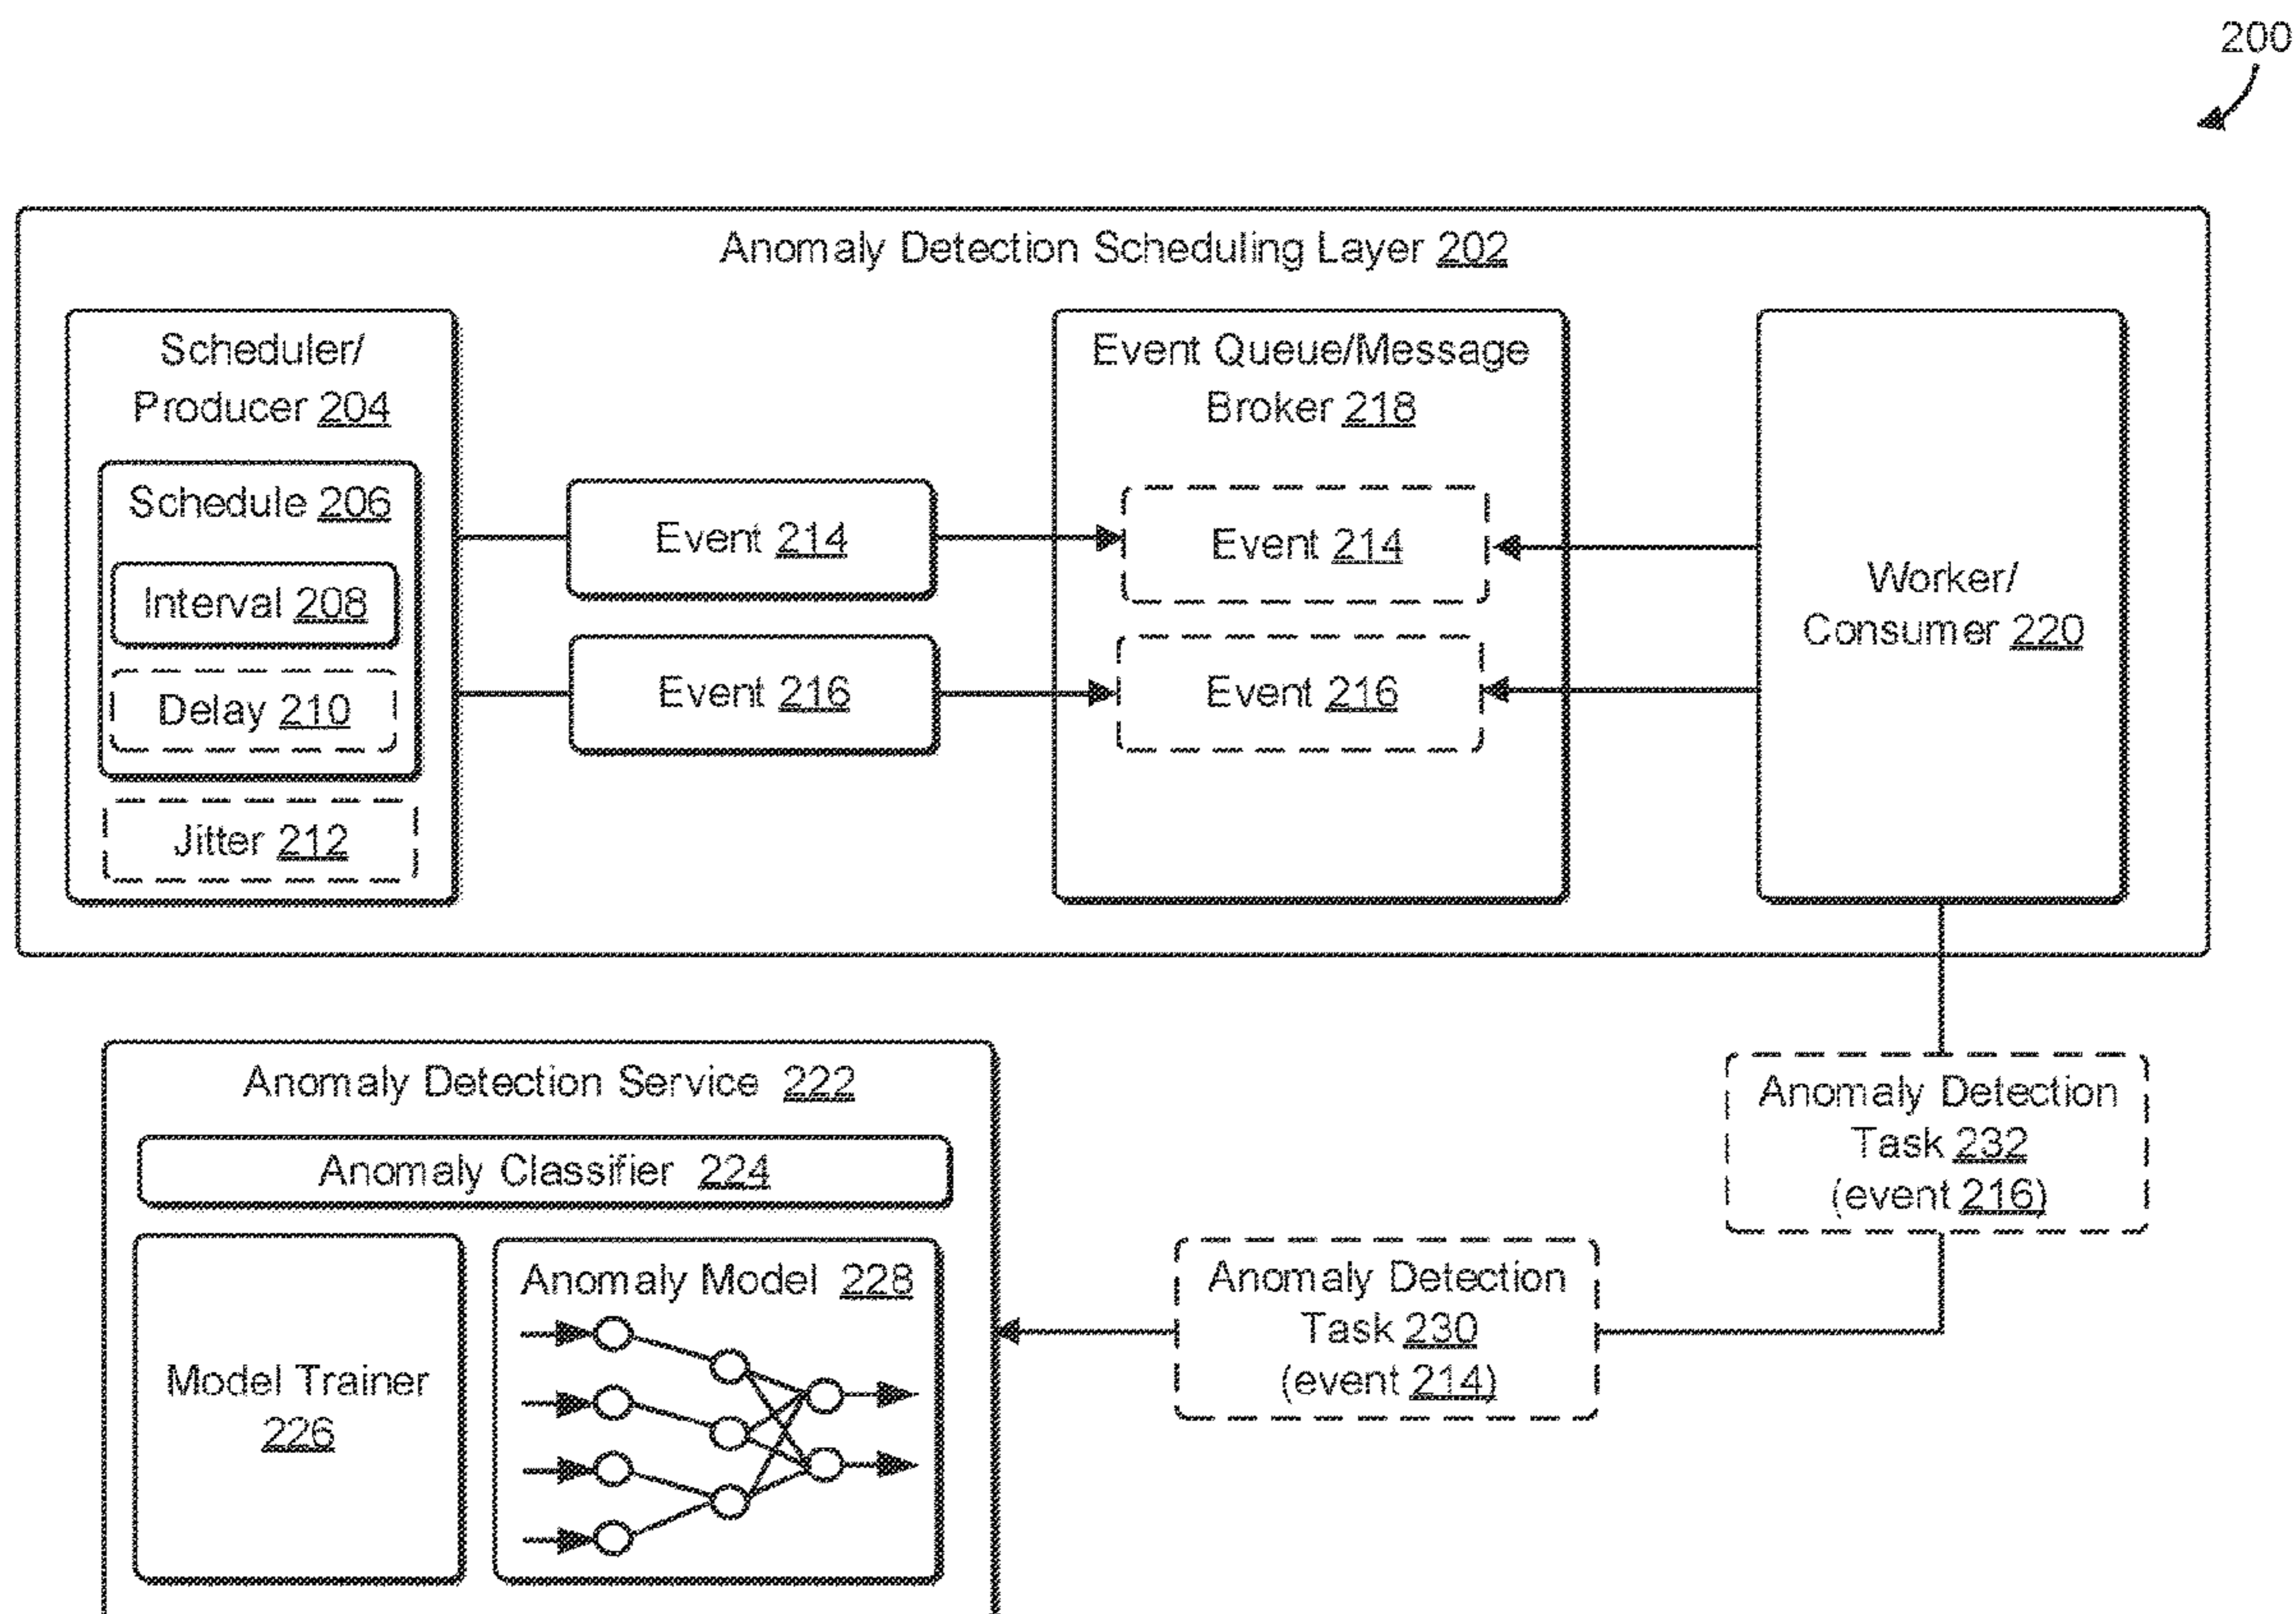 200
Anomaly Detection Scheduling Layer 202
Scheduler/
Producer 204
Schedule 206
Interval 208
Delay 210
Jitter 212
Event 214
Event 216
Event Queue/Message
Broker 218
Event 214
Event 216
Worker/
Consumer 220
Anomaly Detection Service 222
Anomaly Classifier 224
Model Trainer
226
Anomaly Model 228
Anomaly Detection
Task 230
(event 214)
Anomaly Detection
Task 232
(event 216)